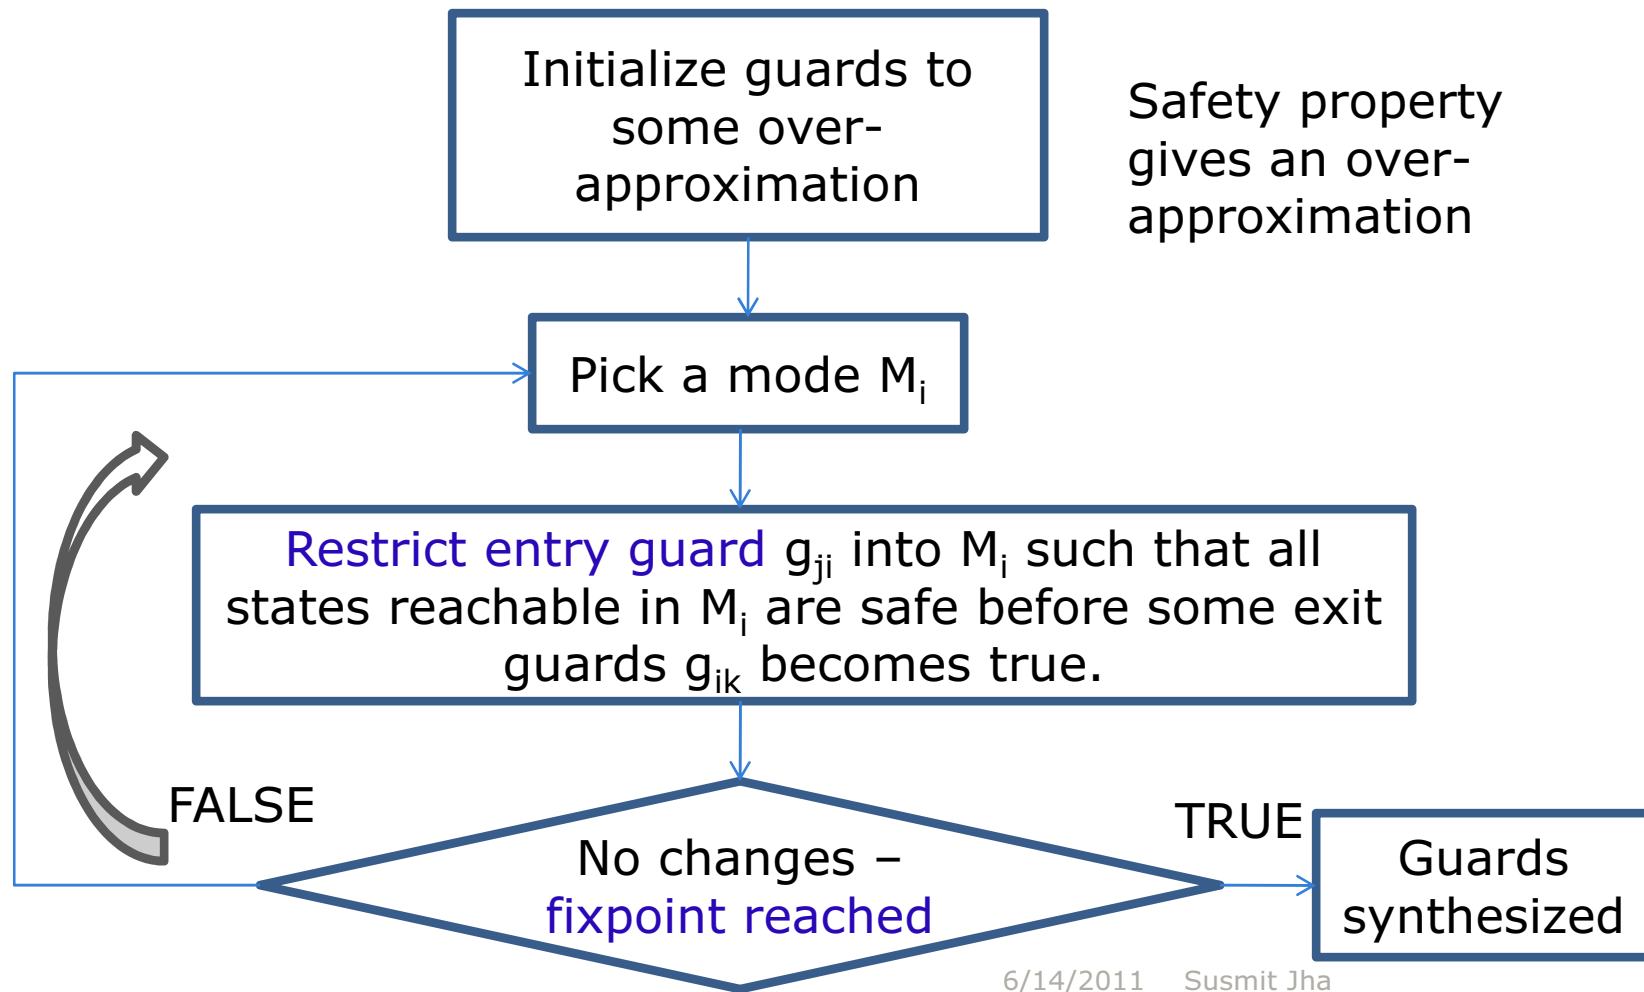 Initialize guards to
some over-
approximation
Safety property
gives an over-
approximation
Pick a mode Mi
Restrict entry guard gji into Mi such that all
states reachable in Mi are safe before some exit
guards gik becomes true.
FALSE
TRUE
No changes –
fixpoint reached
Guards
synthesized
6/14/2011 Susmit Jha